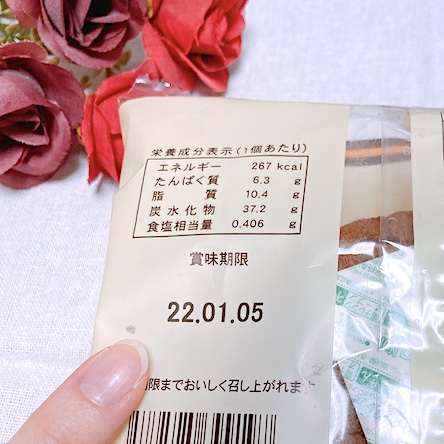 栄養成分表示(1個あたり)
エネルギー 267 kcal
たんぱく質 6.3 g
脂 質 10.4 g
炭水化物 37.2 g
食塩相当量 0.406 g
賞味期限
22.01.05
限までおいしく召し上がれます